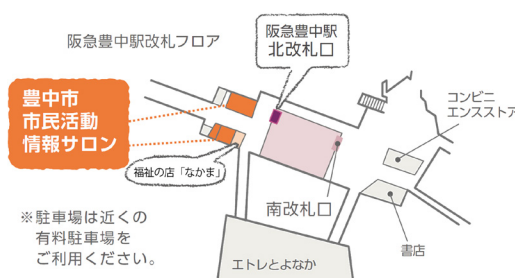 阪急豊中駅改札フロア
阪急豊中駅
北改札口
豊中市
市民活動
情報サロン
コンビニ
エンスストア
福祉の店「なかま」
南改札口
※駐車場は近くの
有料駐車場を
ご利用ください。
書店
エトレとよなか